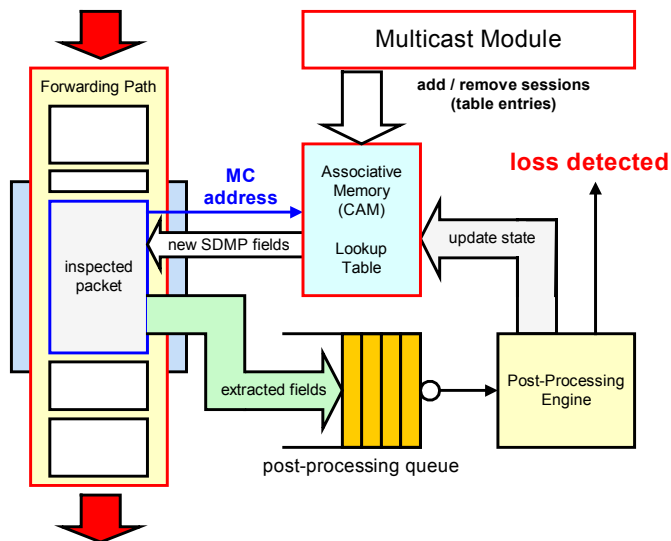 Multicast Module
Forwarding Path
add / remove sessions
(table entries)
MC
address
Associative
Memory
(CAM)
Lookup
Table
loss detected
new SDMP fields
update state
inspected
packet
extracted fields
Post-Processing
Engine
post-processing queue